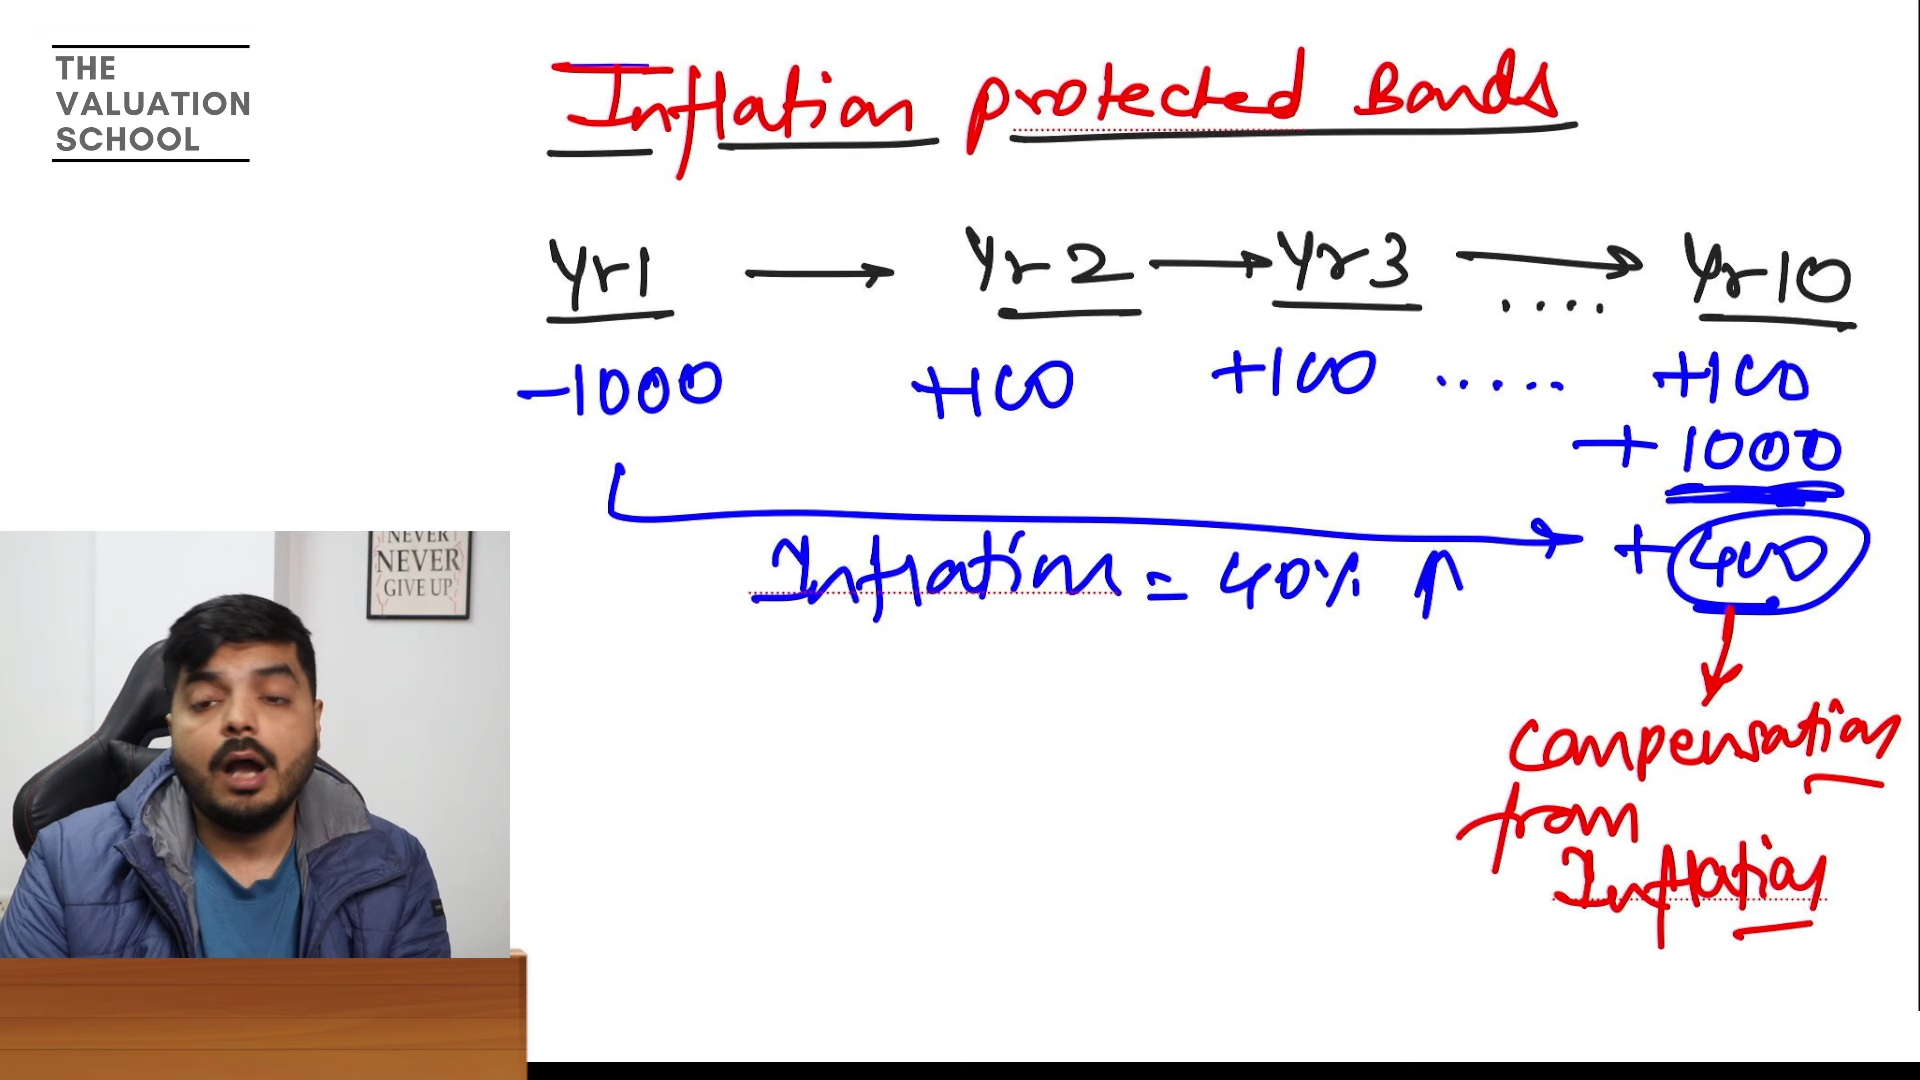 THE
VALUATION
SCHOOL
Inflation protected Bonds
Yr1 → Yr2 → Yr3 → Yr10
....
-1000 +100 +100 ..... +100
+ 1000
+ 400
Inflation = 40% ↑
NEVER
NEVER
GIVE UP
Compensation
from
Inflation